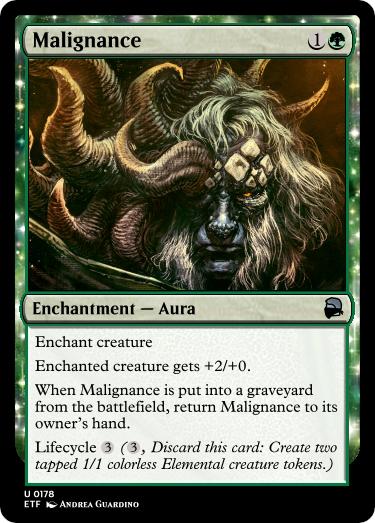 Malignance 1
Enchantment — Aura
Enchant creature
Enchanted creature gets +2/+0.
When Malignance is put into a graveyard
from the battlefield, return Malignance to its
owner's hand.
Lifecycle 3 (3, Discard this card: Create two
tapped 1/1 colorless Elemental creature tokens.)
U 0178
ETF Andrea Guardino